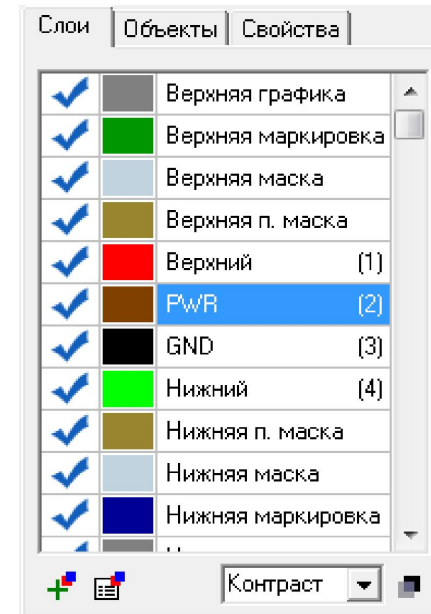 Слои Объекты Свойства
Верхняя графика
Верхняя маркировка
Верхняя маска
Верхняя п. маска
Верхний (1)
PWR (2)
GND (3)
Нижний (4)
Нижняя п. маска
Нижняя маска
Нижняя маркировка
Контраст